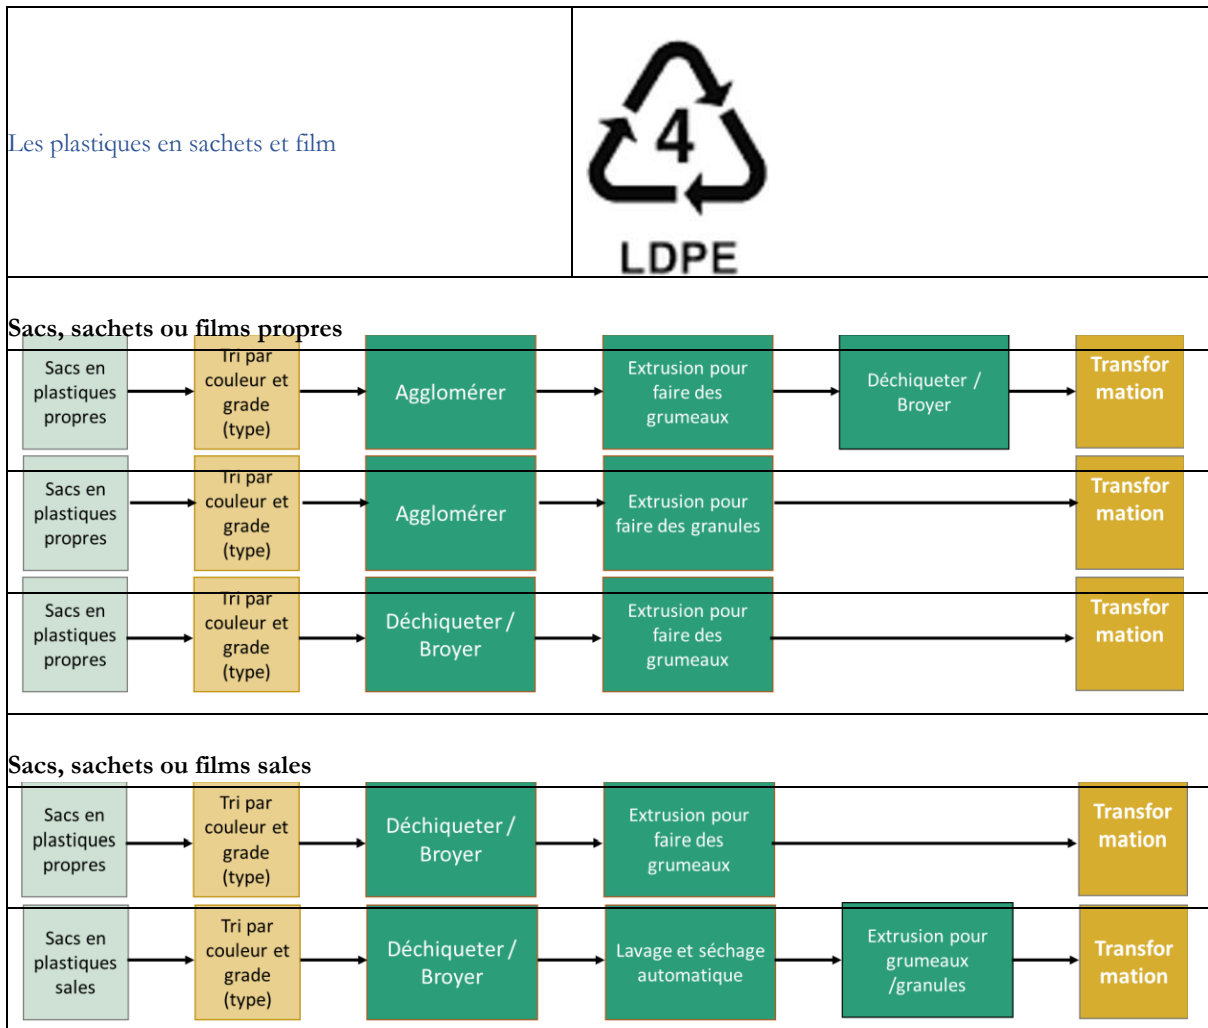 Les plastiques en sachets et film
4
LDPE
Sacs, sachets ou films propres
Sacs en
plastiques
propres
Tri par
couleur et
grade
(type)
Agglomérer
Extrusion pour
faire des
grumeaux
Déchiqueter /
Broyer
Transfor
mation
Sacs en
plastiques
propres
Tri par
couleur et
grade
(type)
Agglomérer
Extrusion pour
faire des granules
Transfor
mation
Sacs en
plastiques
propres
Tri par
couleur et
grade
(type)
Déchiqueter /
Broyer
Extrusion pour
faire des
grumeaux
Transfor
mation
Sacs, sachets ou films sales
Sacs en
plastiques
propres
Tri par
couleur et
grade
(type)
Déchiqueter /
Broyer
Extrusion pour
faire des
grumeaux
Transfor
mation
Sacs en
plastiques
sales
Tri par
couleur et
grade
(type)
Déchiqueter /
Broyer
Lavage et séchage
automatique
Extrusion pour
grumeaux
/granules
Transfor
mation